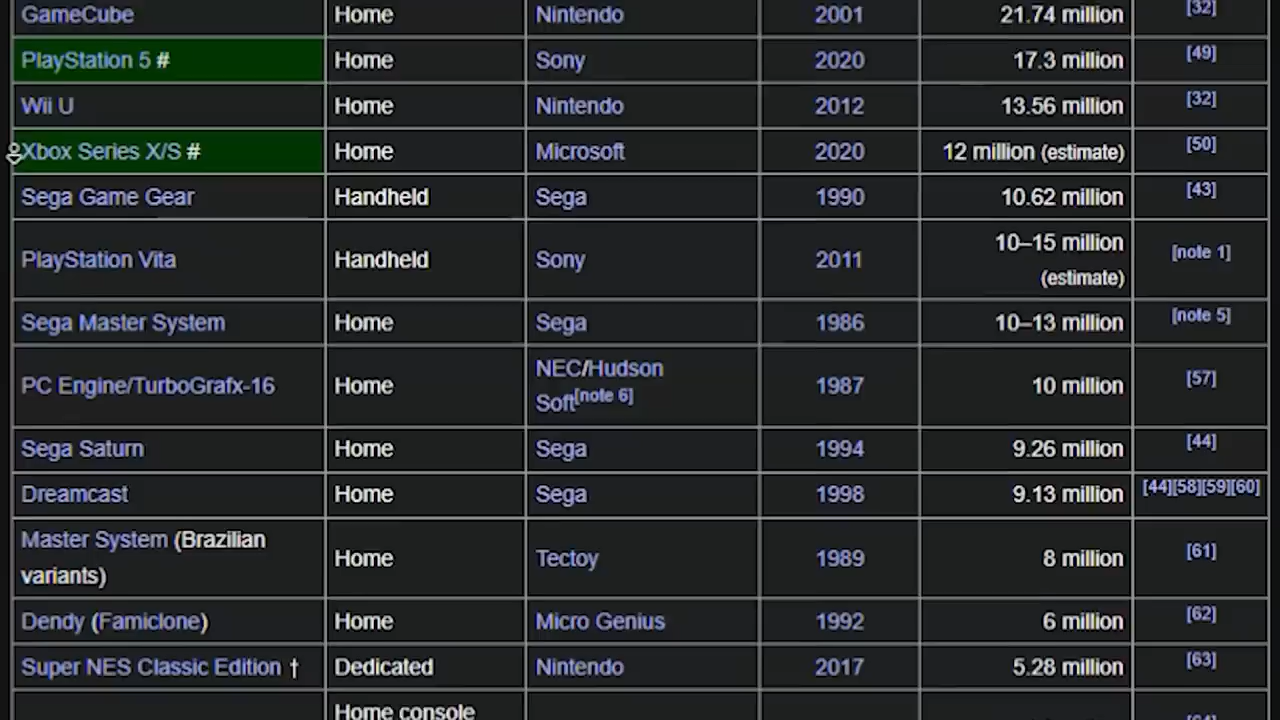 GameCube Home Nintendo 2001 21.74 million [32]
PlayStation 5 # Home Sony 2020 17.3 million [49]
Wii U Home Nintendo 2012 13.56 million [32]
Xbox Series X/S # Home Microsoft 2020 12 million (estimate) [50]
Sega Game Gear Handheld Sega 1990 10.62 million [43]
PlayStation Vita Handheld Sony 2011 10–15 million
(estimate) [note 1]
Sega Master System Home Sega 1986 10–13 million [note 5]
PC Engine/TurboGrafx-16 Home NEC/Hudson
Soft[note 6] 1987 10 million [57]
Sega Saturn Home Sega 1994 9.26 million [44]
Dreamcast Home Sega 1998 9.13 million [44][58][59][60]
Master System (Brazilian
variants) Home Tectoy 1989 8 million [61]
Dendy (Famiclone) Home Micro Genius 1992 6 million [62]
Super NES Classic Edition † Dedicated Nintendo 2017 5.28 million [63]
Home console